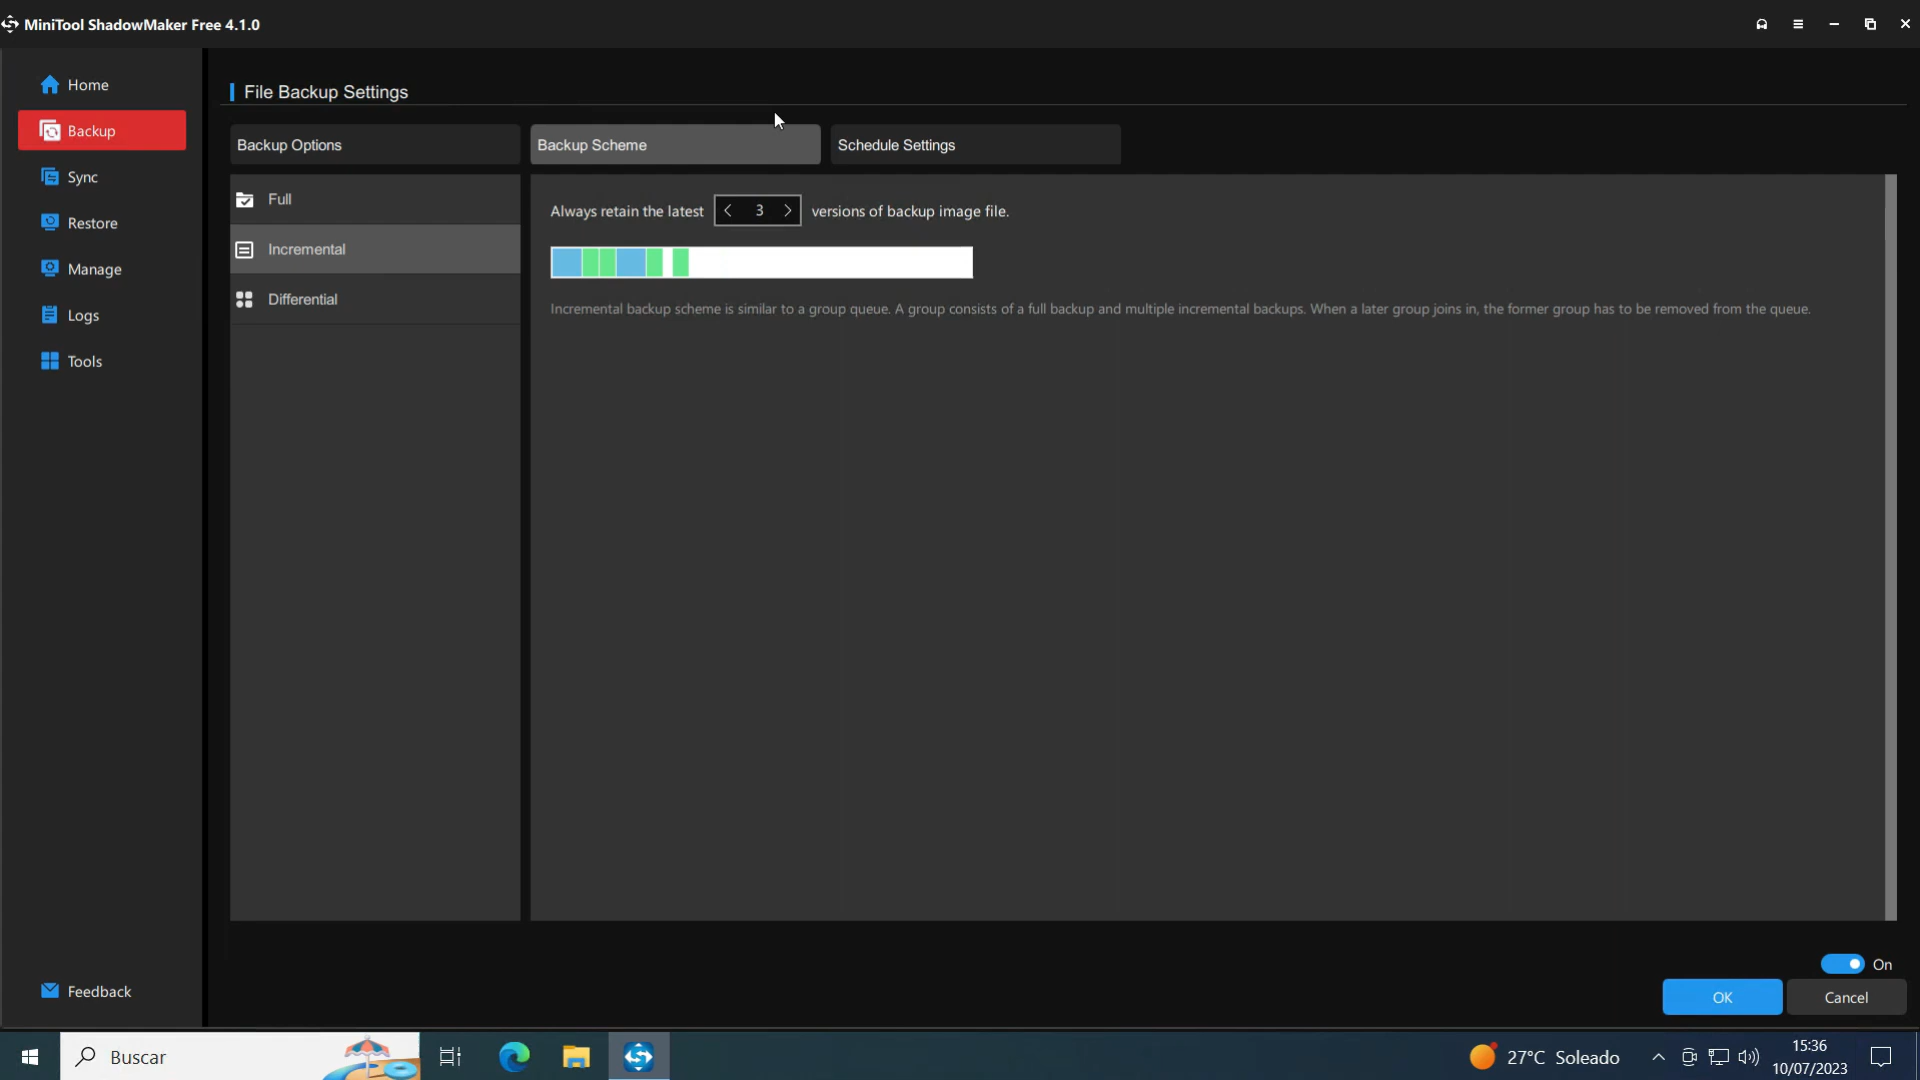 MiniTool ShadowMaker Free 4.1.0
Home
Backup
Sync
Restore
Manage
Logs
Tools
Feedback
File Backup Settings
Backup Options
Backup Scheme
Schedule Settings
Full
Incremental
Differential
Always retain the latest 3 versions of backup image file.
Incremental backup scheme is similar to a group queue. A group consists of a full backup and multiple incremental backups. When a later group joins in, the former group has to be removed from the queue.
On
OK
Cancel
Buscar
27°C Soleado
15:36
10/07/2023